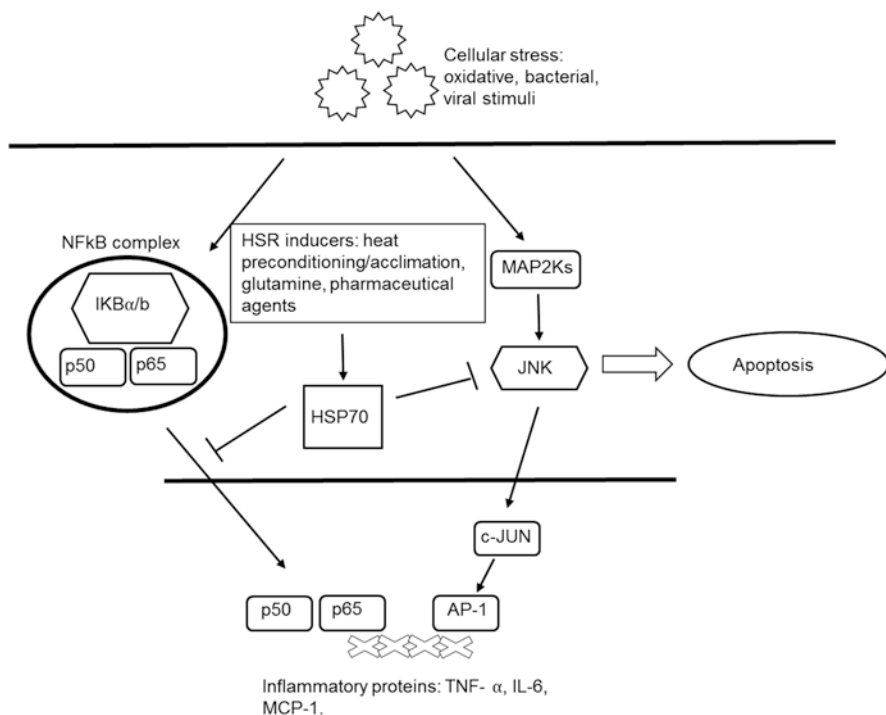 Cellular stress:
oxidative, bacterial,
viral stimuli
NFkB complex
HSR inducers: heat
preconditioning/acclimation,
glutamine, pharmaceutical
agents
MAP2Ks
IKBα/b
p50
p65
JNK
Apoptosis
HSP70
c-JUN
p50
p65
AP-1
Inflammatory proteins: TNF- α, IL-6,
MCP-1.